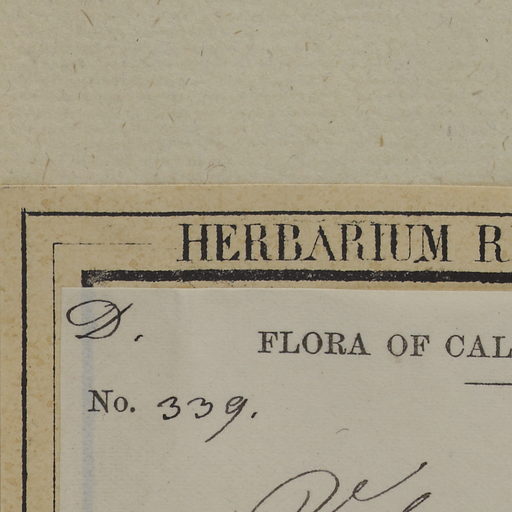 HERBARIUM R
D.
FLORA OF CAL
No. 339.